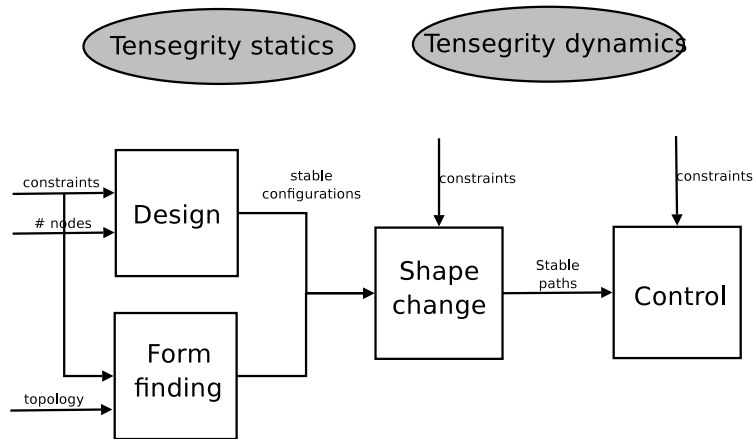 Tensegrity statics
Tensegrity dynamics
constraints
# nodes
Design
stable
configurations
constraints
constraints
Shape
change
Stable
paths
Control
Form
finding
topology